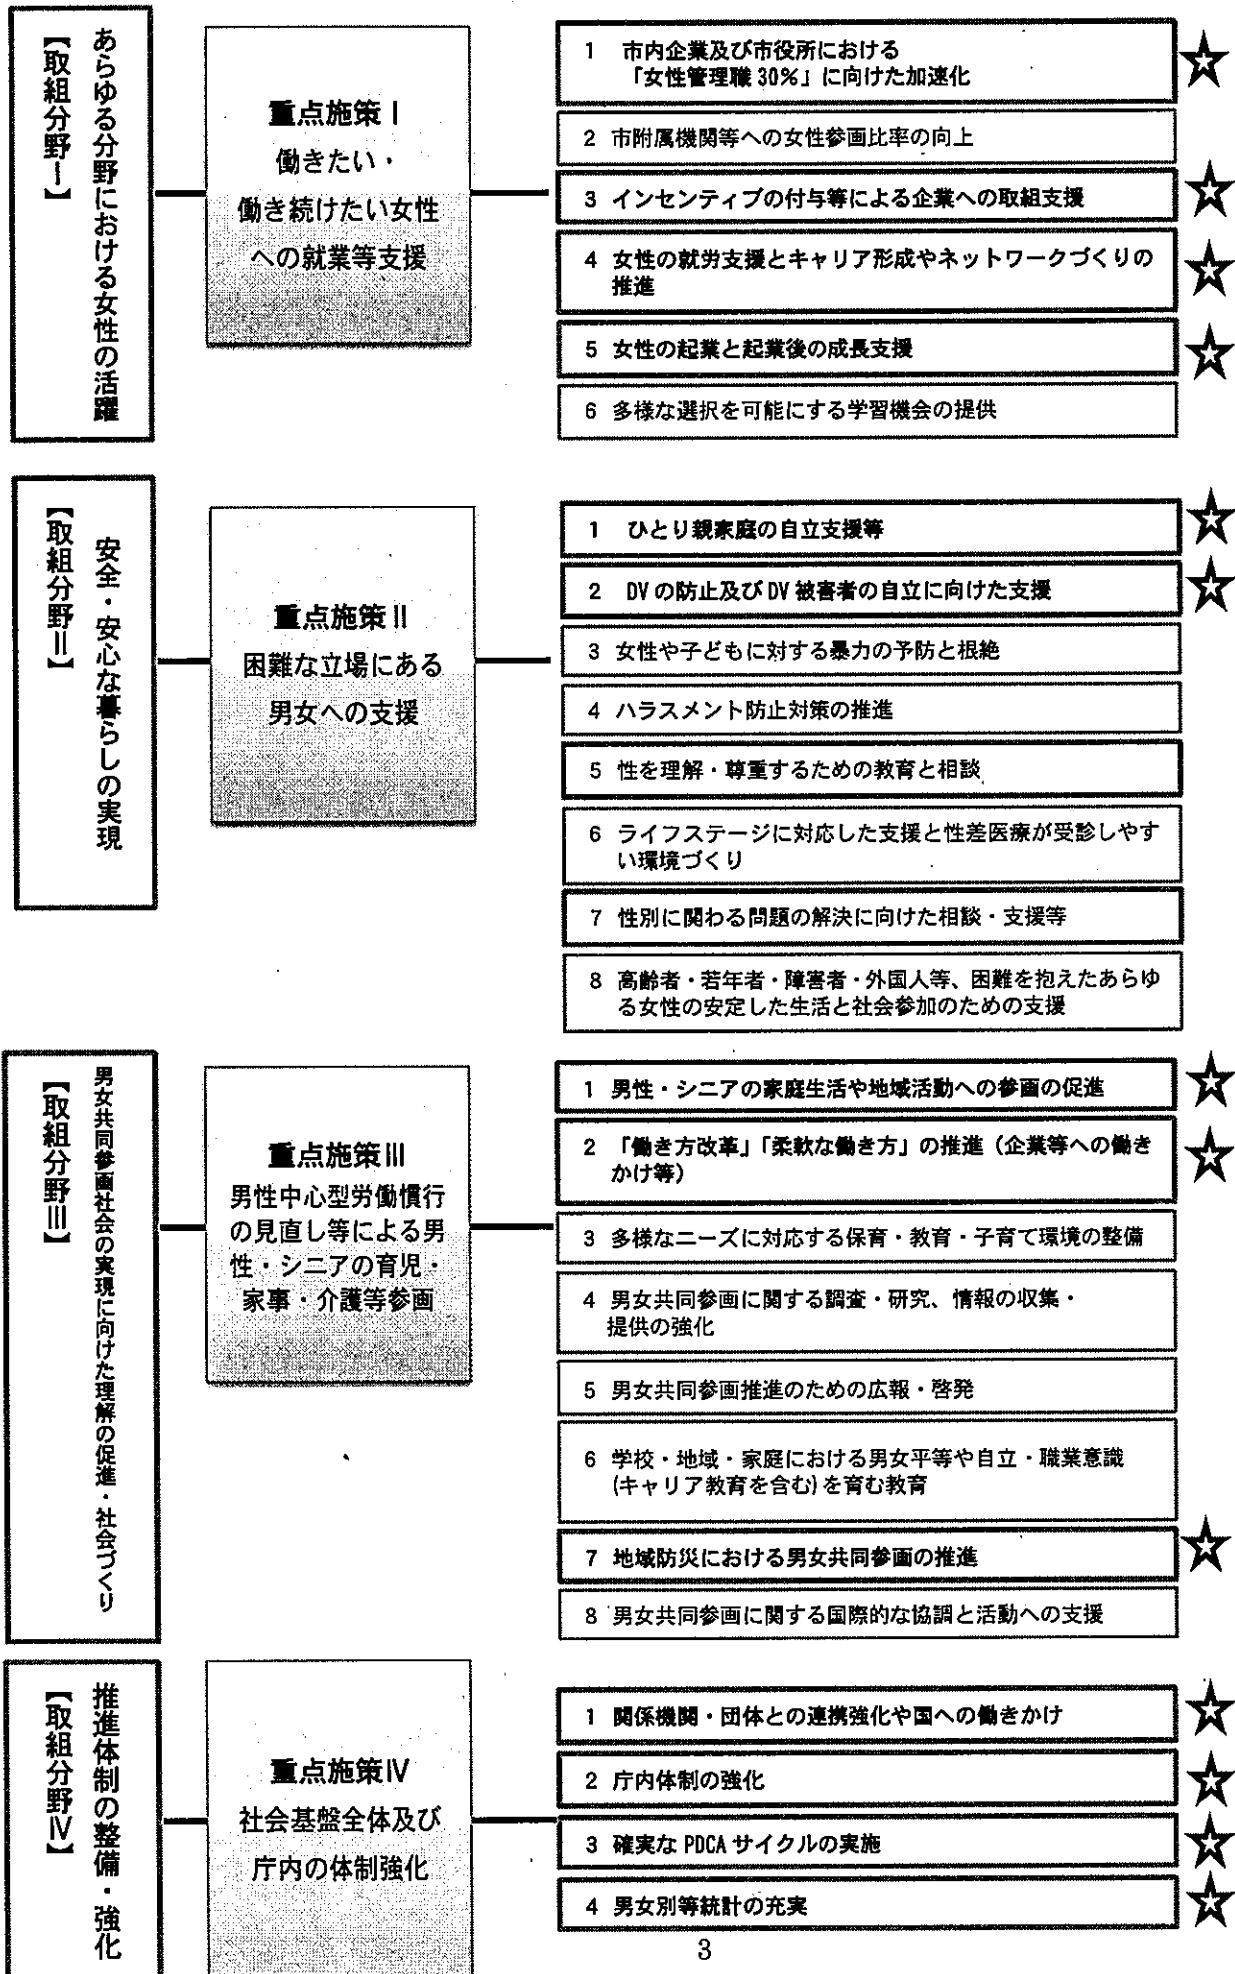 【取組分野Ⅰ】
あらゆる分野における女性の活躍
重点施策Ⅰ
働きたい・
働き続けたい女性
への就業等支援
1 市内企業及び市役所における
「女性管理職30％」に向けた加速化
2 市附属機関等への女性参画比率の向上
3 インセンティブの付与等による企業への取組支援
4 女性の就労支援とキャリア形成やネットワークづくりの
推進
5 女性の起業と起業後の成長支援
6 多様な選択を可能にする学習機会の提供
【取組分野Ⅱ】
安全・安心な暮らしの実現
重点施策Ⅱ
困難な立場にある
男女への支援
1 ひとり親家庭の自立支援等
2 DVの防止及びDV被害者の自立に向けた支援
3 女性や子どもに対する暴力の予防と根絶
4 ハラスメント防止対策の推進
5 性を理解・尊重するための教育と相談
6 ライフステージに対応した支援と性差医療が受診しやす
い環境づくり
7 性別に関わる問題の解決に向けた相談・支援等
8 高齢者・若年者・障害者・外国人等、困難を抱えたあらゆ
る女性の安定した生活と社会参加のための支援
【取組分野Ⅲ】
男女共同参画社会の実現に向けた理解の促進・社会づくり
重点施策Ⅲ
男性中心型労働慣行
の見直し等による男
性・シニアの育児・
家事・介護等参画
1 男性・シニアの家庭生活や地域活動への参画の促進
2 「働き方改革」「柔軟な働き方」の推進（企業等への働き
かけ等）
3 多様なニーズに対応する保育・教育・子育て環境の整備
4 男女共同参画に関する調査・研究、情報の収集・
提供の強化
5 男女共同参画推進のための広報・啓発
6 学校・地域・家庭における男女平等や自立・職業意識
(キャリア教育を含む)を育む教育
7 地域防災における男女共同参画の推進
8 男女共同参画に関する国際的な協調と活動への支援
【取組分野Ⅳ】
推進体制の整備・強化
重点施策Ⅳ
社会基盤全体及び
庁内の体制強化
1 関係機関・団体との連携強化や国への働きかけ
2 庁内体制の強化
3 確実なPDCAサイクルの実施
4 男女別等統計の充実
3